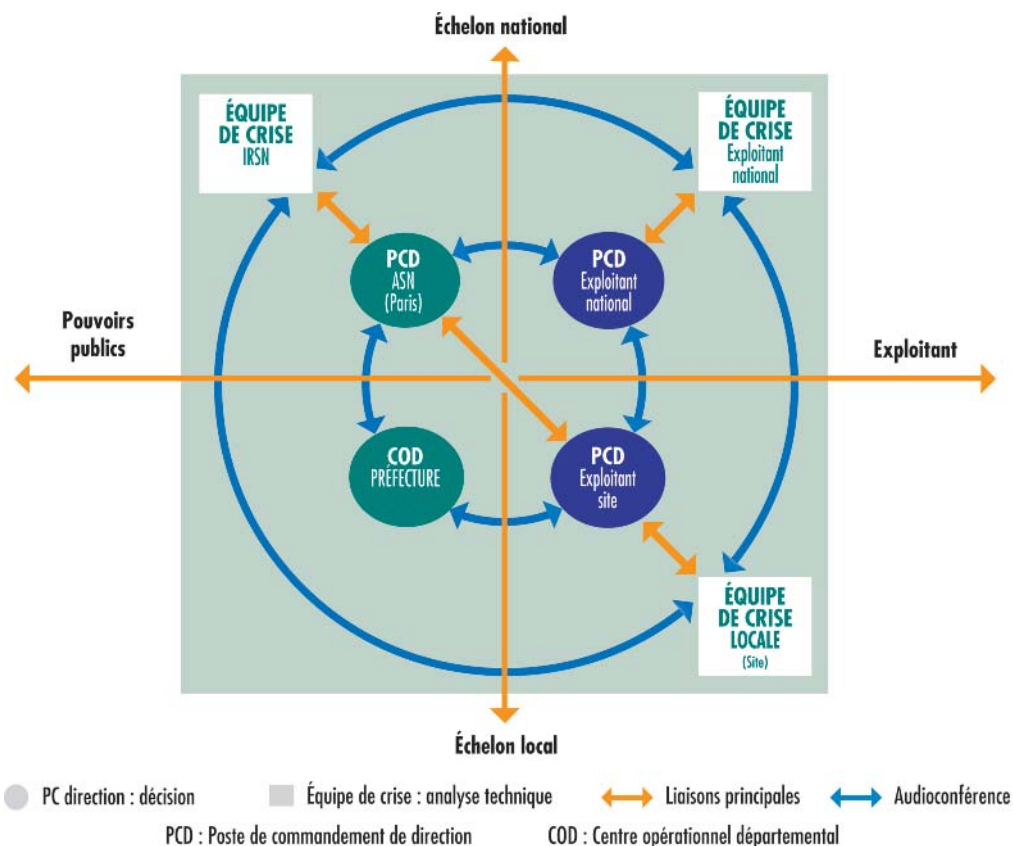 Échelon national
ÉQUIPE
DE CRISE
IRSN
ÉQUIPE
DE CRISE
Exploitant
national
PCD
ASN
(Paris)
PCD
Exploitant
national
Pouvoirs
publics
Exploitant
COD
PRÉFECTURE
PCD
Exploitant
site
ÉQUIPE
DE CRISE
LOCALE
(Site)
Échelon local
PC direction : décision
Équipe de crise : analyse technique
Liaisons principales
Audioconférence
PCD : Poste de commandement de direction
COD : Centre opérationnel départemental